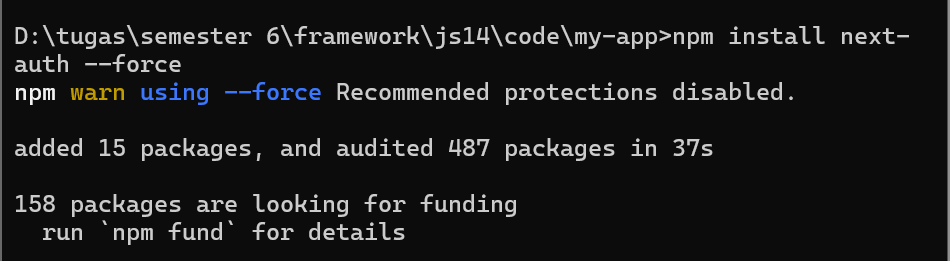 D:\tugas\semester 6\framework\js14\code\my-app>npm install next-
auth --force
npm warn using --force Recommended protections disabled.
added 15 packages, and audited 487 packages in 37s
158 packages are looking for funding
  run `npm fund` for details